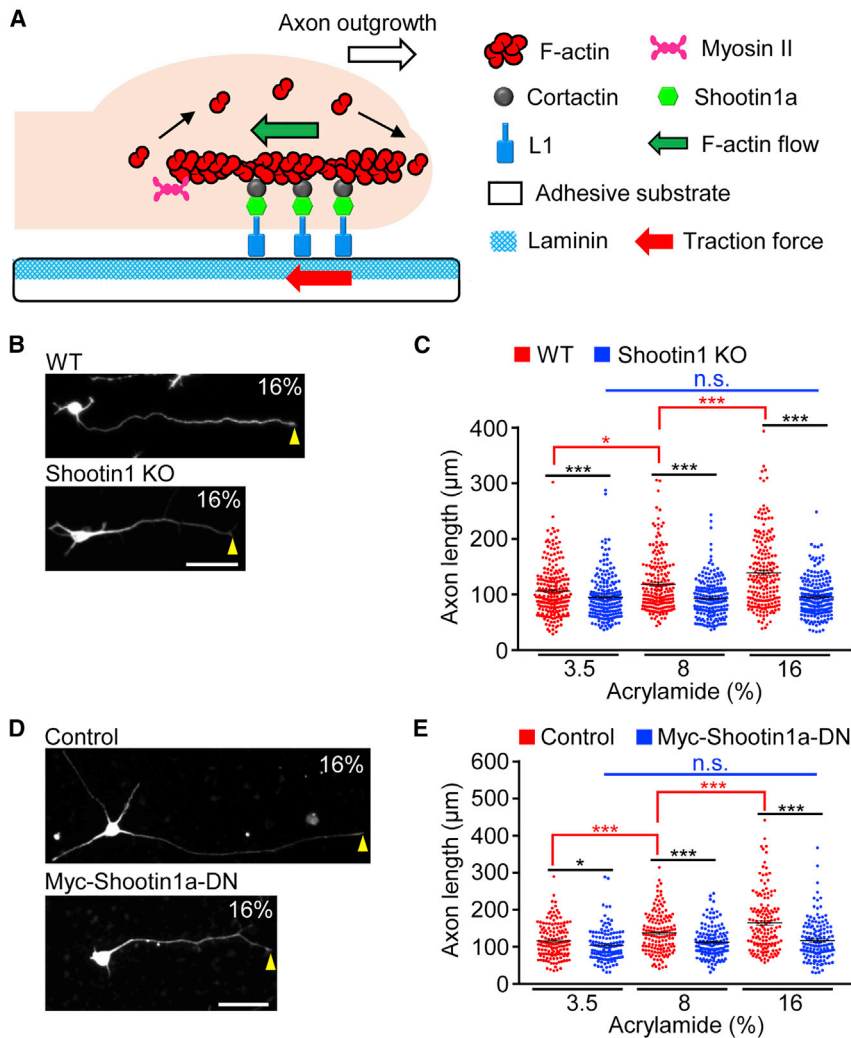 A
Axon outgrowth
F-actin
Myosin II
Cortactin
Shootin1a
L1
F-actin flow
Adhesive substrate
Laminin
Traction force
B
WT
16%
Shootin1 KO
16%
C
WT
Shootin1 KO
n.s.
***
***
*
***
***
Axon length (µm)
400
300
200
100
0
3.5
8
16
Acrylamide (%)
D
Control
16%
Myc-Shootin1a-DN
16%
E
Control
Myc-Shootin1a-DN
n.s.
***
***
***
***
*
Axon length (µm)
600
500
400
300
200
100
0
3.5
8
16
Acrylamide (%)